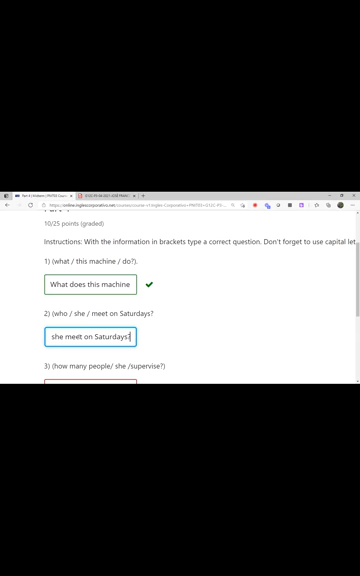 10/25 points (graded)
Instructions: With the information in brackets type a correct question. Don't forget to use capital let
1) (what / this machine / do?).
What does this machine
2) (who / she / meet on Saturdays?
she meet on Saturdays?
3) (how many people/ she /supervise?)